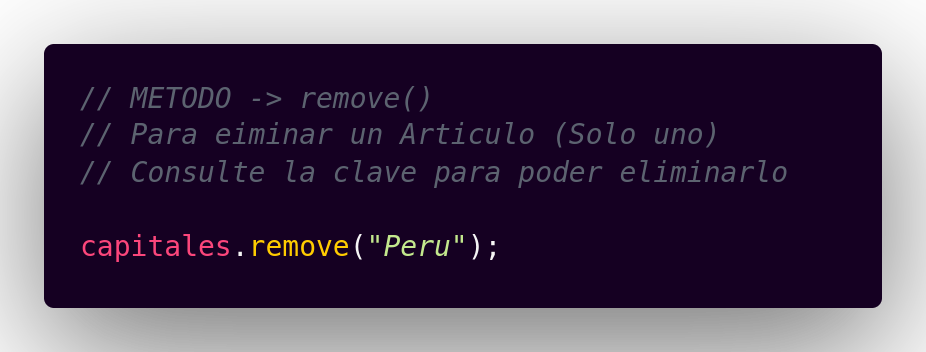 // METODO -> remove()
// Para eiminar un Articulo (Solo uno)
// Consulte la clave para poder eliminarlo
capitales.remove("Peru");